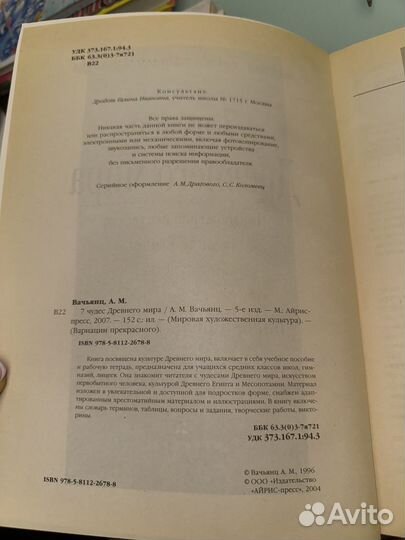 УДК 373.167.1:94.3
ББК 63.3(0)3-7я721
В22
Консультант:
Дроздова Галина Ивановна, учитель школы № 1715 г. Москва
Все права защищены.
Никакая часть данной книги не может переиздаваться
или распространяться в любой форме и любыми средствами,
электронными или механическими, включая фотокопирование,
звукозапись, любые запоминающие устройства
и системы поиска информации,
без письменного разрешения правообладателя.
Серийное оформление А.М.Драгового, С.С.Коломеец
Вачьянц, А. М.
В22 7 чудес Древнего мира / А. М. Вачьянц. — 5-е изд. — М.: Айрис-
пресс, 2007. — 152 с.: ил. — (Мировая художественная культура). —
(Вариации прекрасного).
ISBN 978-5-8112-2678-8
Книга посвящена культуре Древнего мира, включает в себя учебное пособие
и рабочую тетрадь, предназначена для учащихся средних классов школ, гим-
назий, лицеев. Она знакомит читателя с чудесами Древнего мира, искусством
первобытного человека, культурой Древнего Египта и Месопотамии. Материал
изложен в увлекательной и доступной для подростков форме, снабжен адап-
тированным хрестоматийным материалом и иллюстрациями. В книгу включе-
ны словарь терминов, таблицы, вопросы и задания, творческие работы, викто-
рины.
ББК 63.3(0)3-7я721
УДК 373.167.1:94.3
© Вачьянц А. М., 1996
© ООО «Издательство
«АЙРИС-пресс», 2004
ISBN 978-5-8112-2678-8
Avito